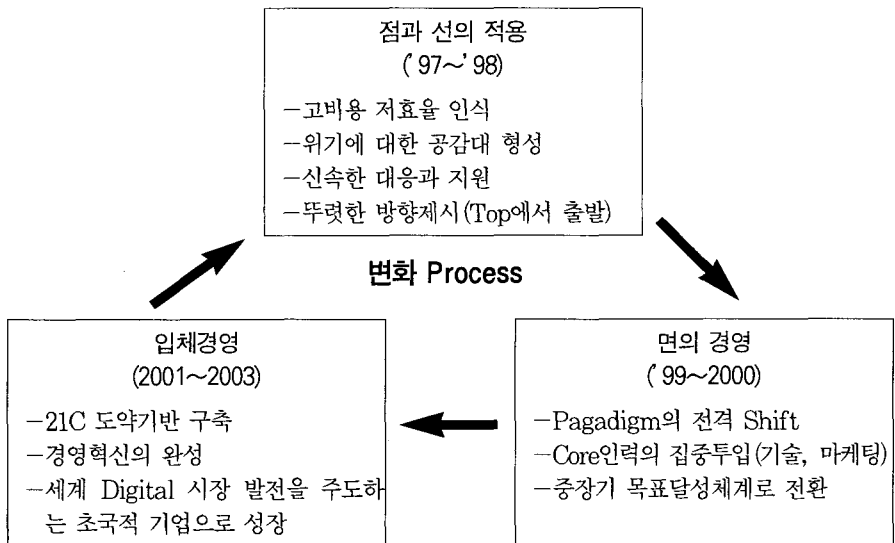 점과 선의 적용
('97～'98)
－고비용 저효율 인식
－위기에 대한 공감대 형성
－신속한 대응과 지원
－뚜렷한 방향제시(Top에서 출발)
변화 Process
입체경영
(2001～2003)
－21C 도약기반 구축
－경영혁신의 완성
－세계 Digital 시장 발전을 주도하
는 초국적 기업으로 성장
면의 경영
('99～2000)
－Pagadigm의 전격 Shift
－Core인력의 집중투입(기술, 마케팅)
－중장기 목표달성체계로 전환